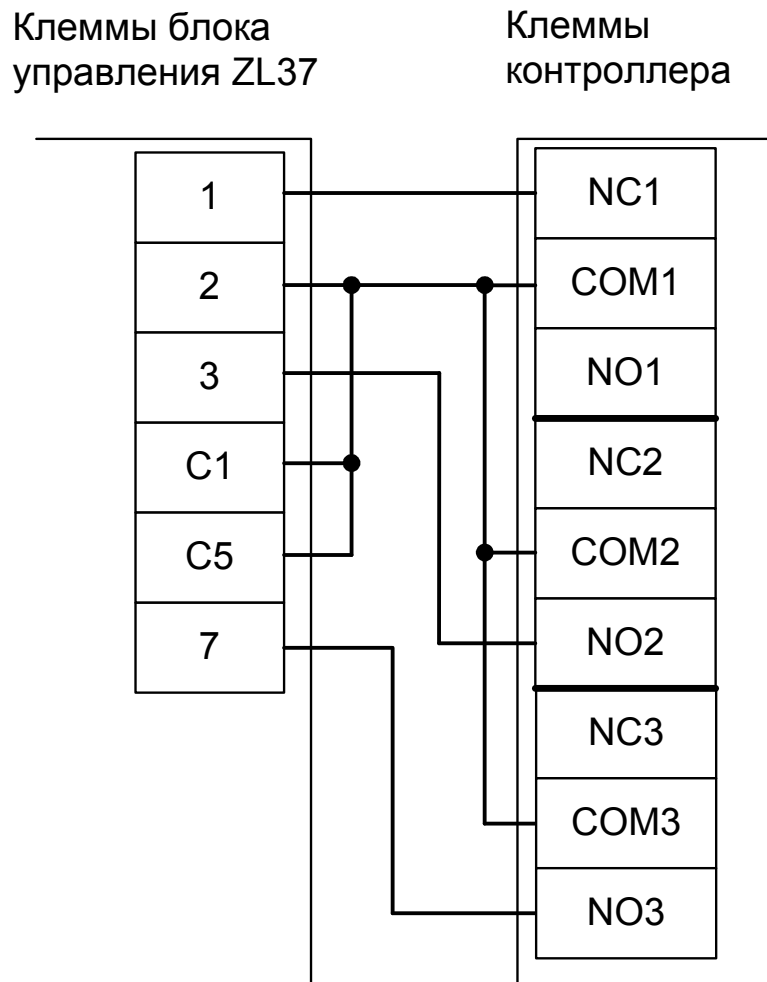 Клеммы блока
управления ZL37
Клеммы
контроллера
1
2
3
C1
C5
7
NC1
COM1
NO1
NC2
COM2
NO2
NC3
COM3
NO3